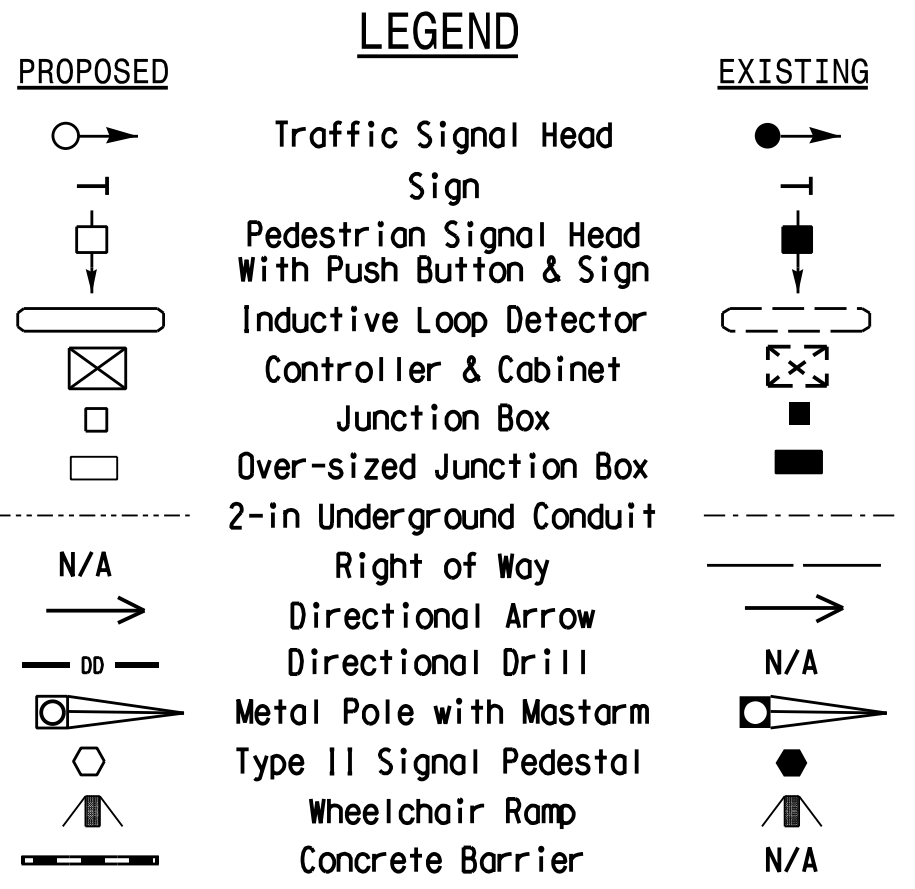 LEGEND
PROPOSED EXISTING
Traffic Signal Head
Sign
Pedestrian Signal Head
With Push Button & Sign
Inductive Loop Detector
Controller & Cabinet
Junction Box
Over-sized Junction Box
2-in Underground Conduit
N/A Right of Way
Directional Arrow
DD Directional Drill N/A
Metal Pole with Mastarm
Type II Signal Pedestal
Wheelchair Ramp
Concrete Barrier N/A